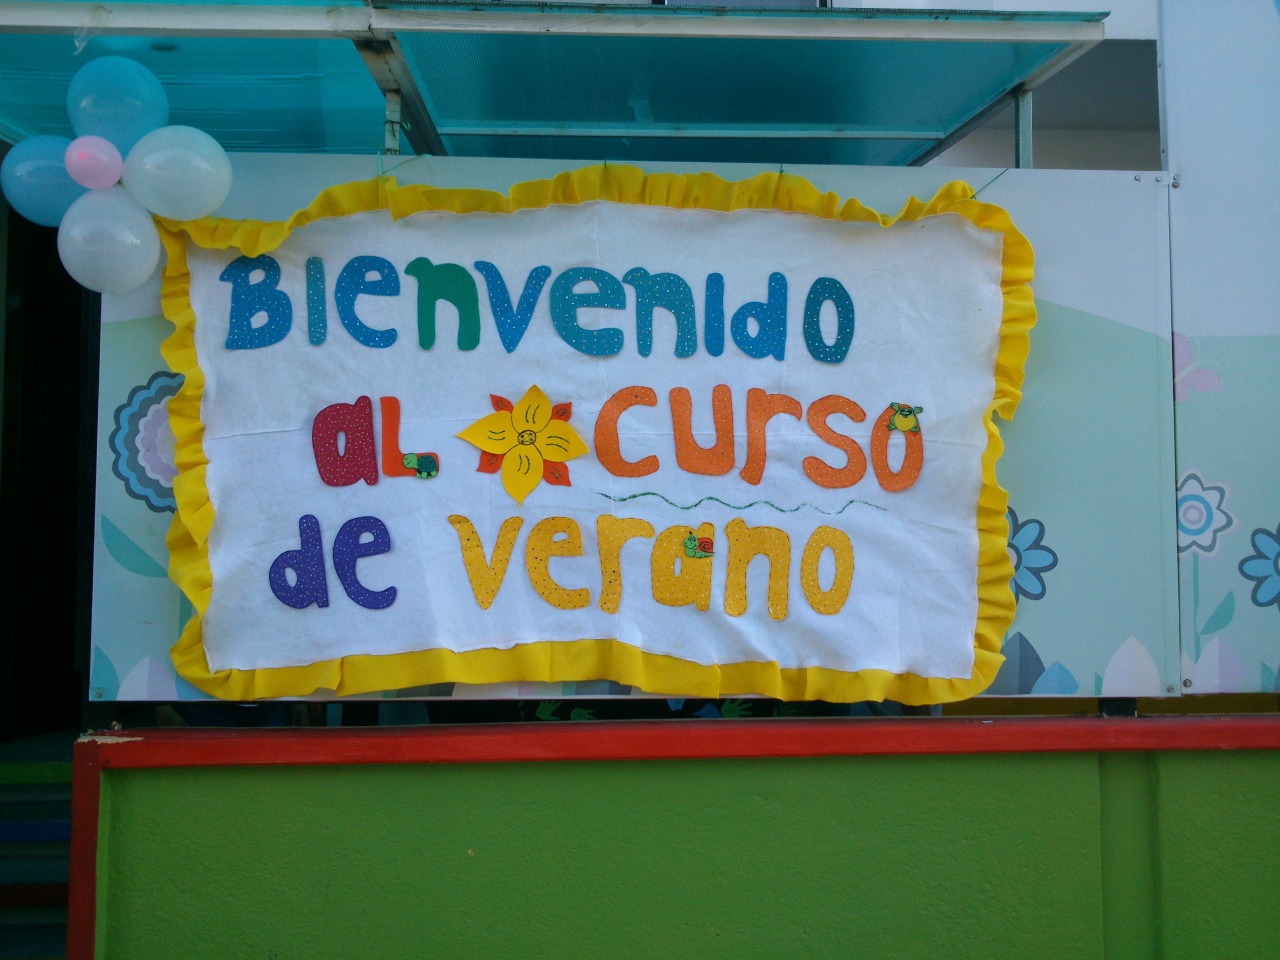 Bienvenido
al curso
de verano